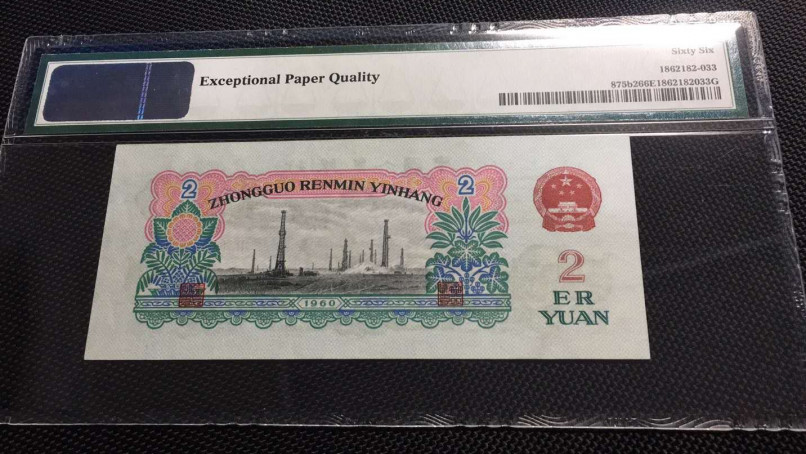 Sixty Six
Exceptional Paper Quality
1862182-033
875b266E1862182033G
2
2
ZHONGGUO RENMIN YINHANG
2
1960
ER
YUAN